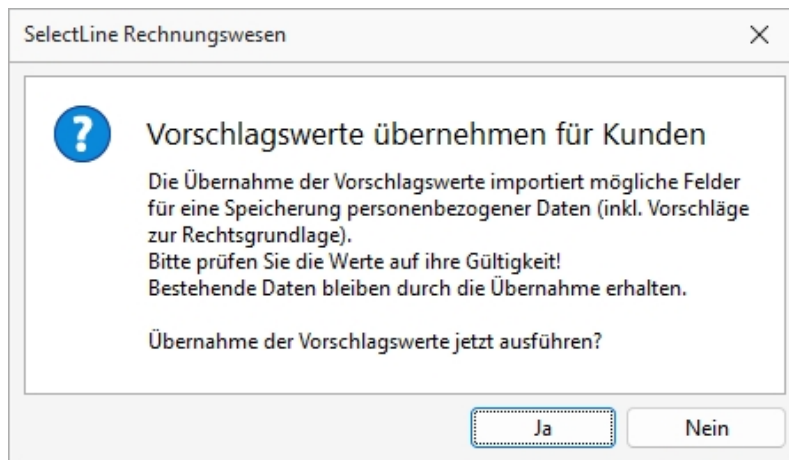 SelectLine Rechnungswesen
Vorschlagswerte übernehmen für Kunden
Die Übernahme der Vorschlagswerte importiert mögliche Felder
für eine Speicherung personenbezogener Daten (inkl. Vorschläge
zur Rechtsgrundlage).
Bitte prüfen Sie die Werte auf ihre Gültigkeit!
Bestehende Daten bleiben durch die Übernahme erhalten.
Übernahme der Vorschlagswerte jetzt ausführen?
Ja
Nein